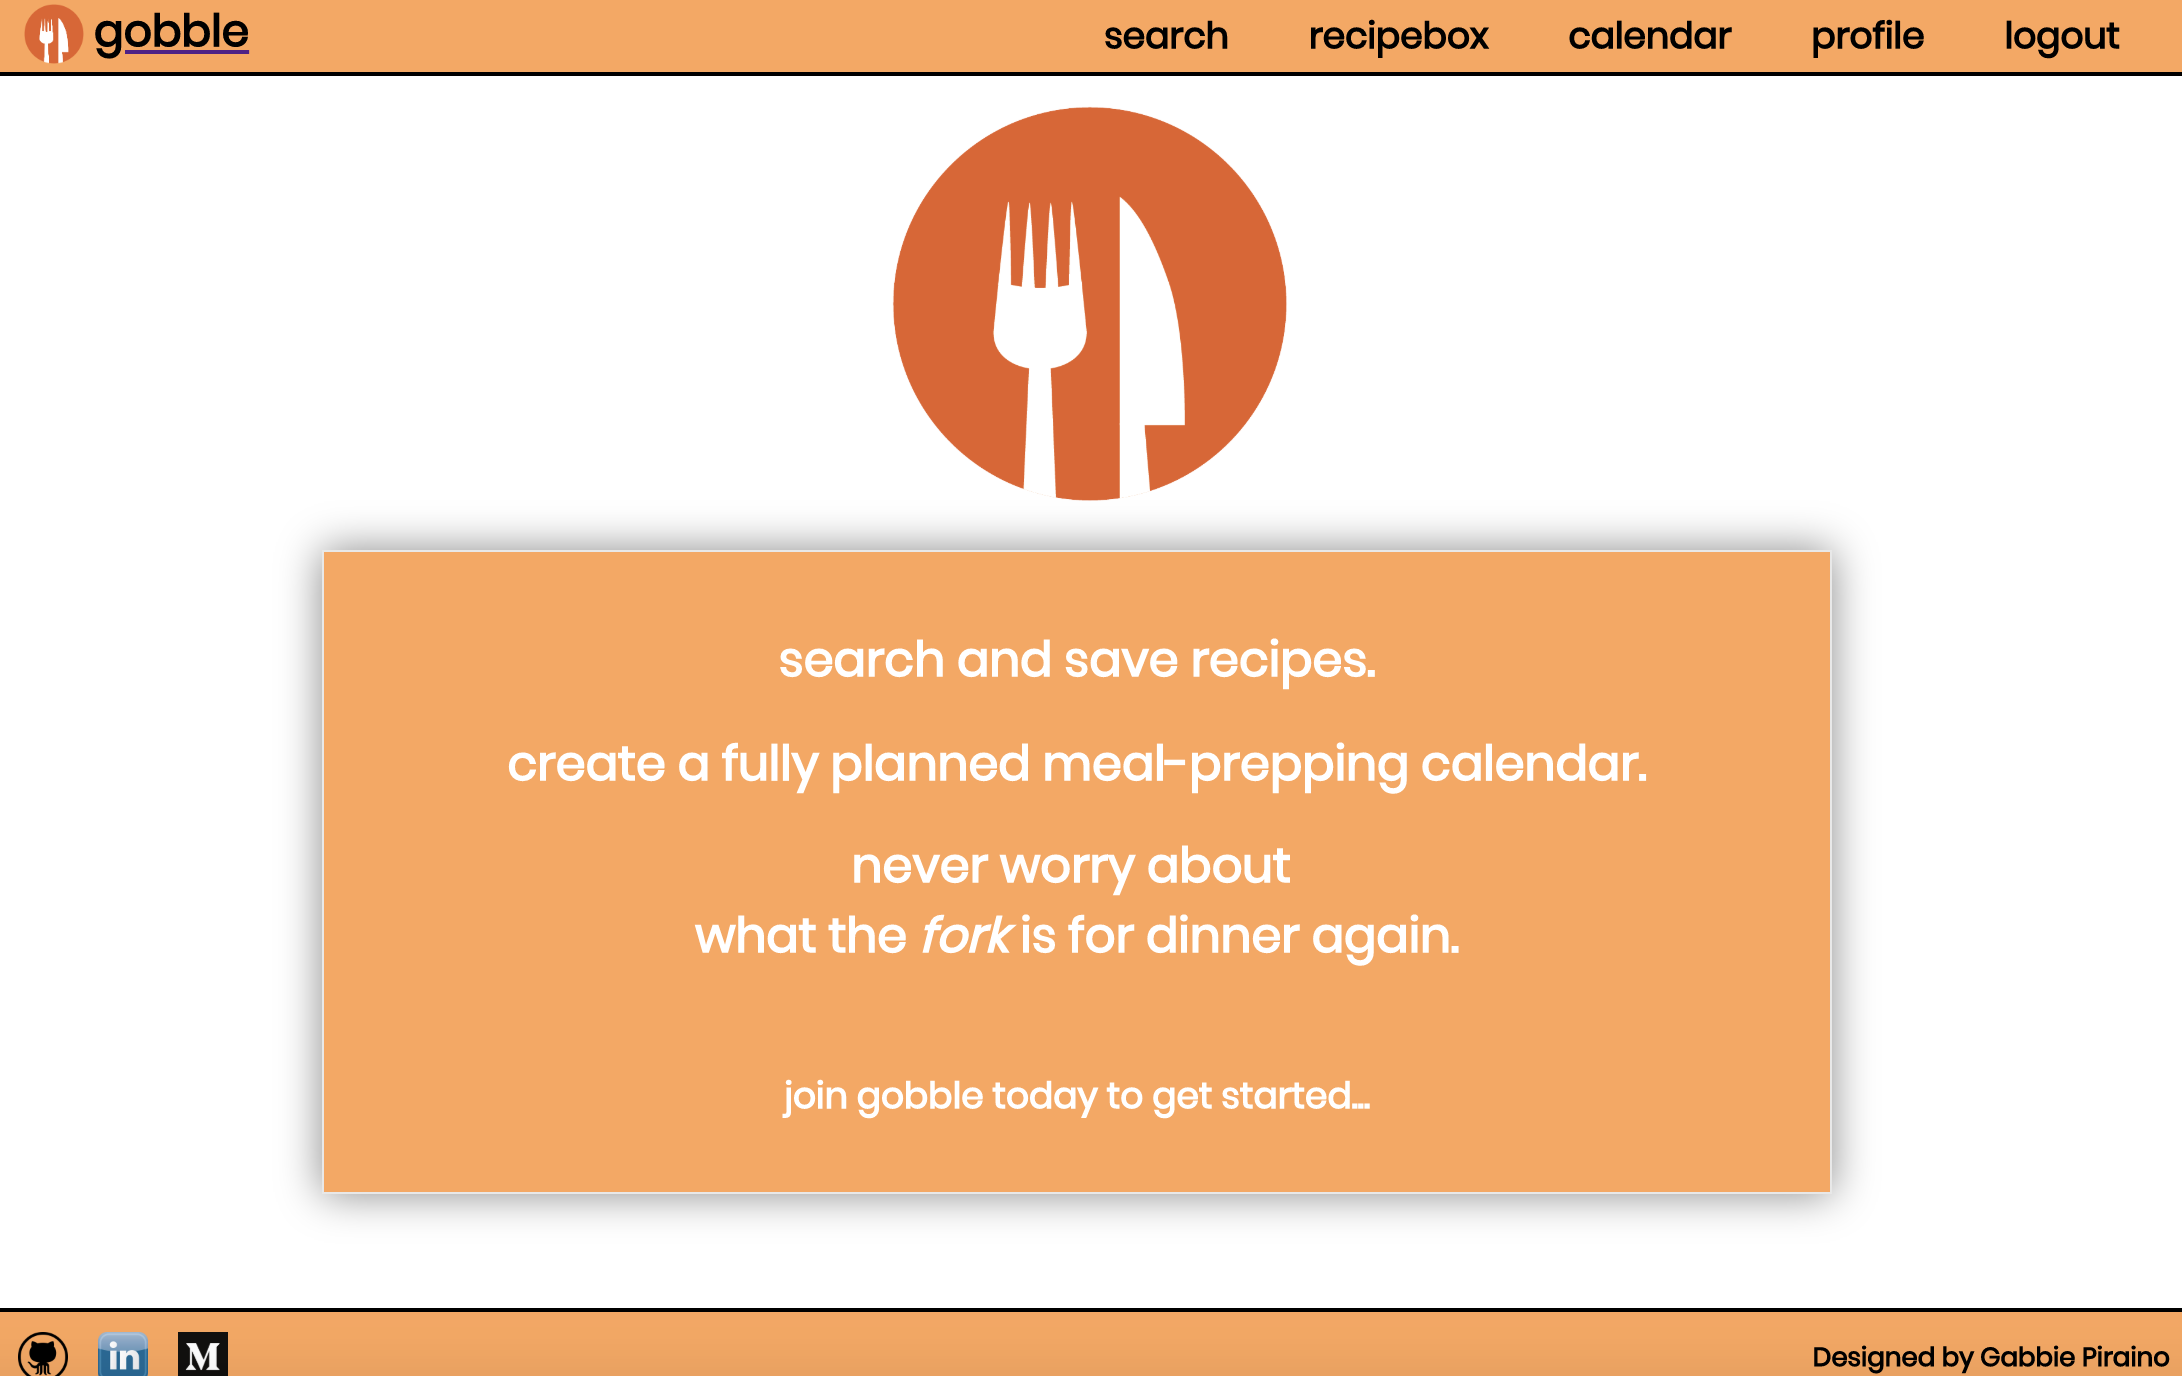 gobble
search recipebox calendar profile logout
search and save recipes.
create a fully planned meal-prepping calendar.
never worry about
what the fork is for dinner again.
join gobble today to get started...
in M
Designed by Gabbie Piraino